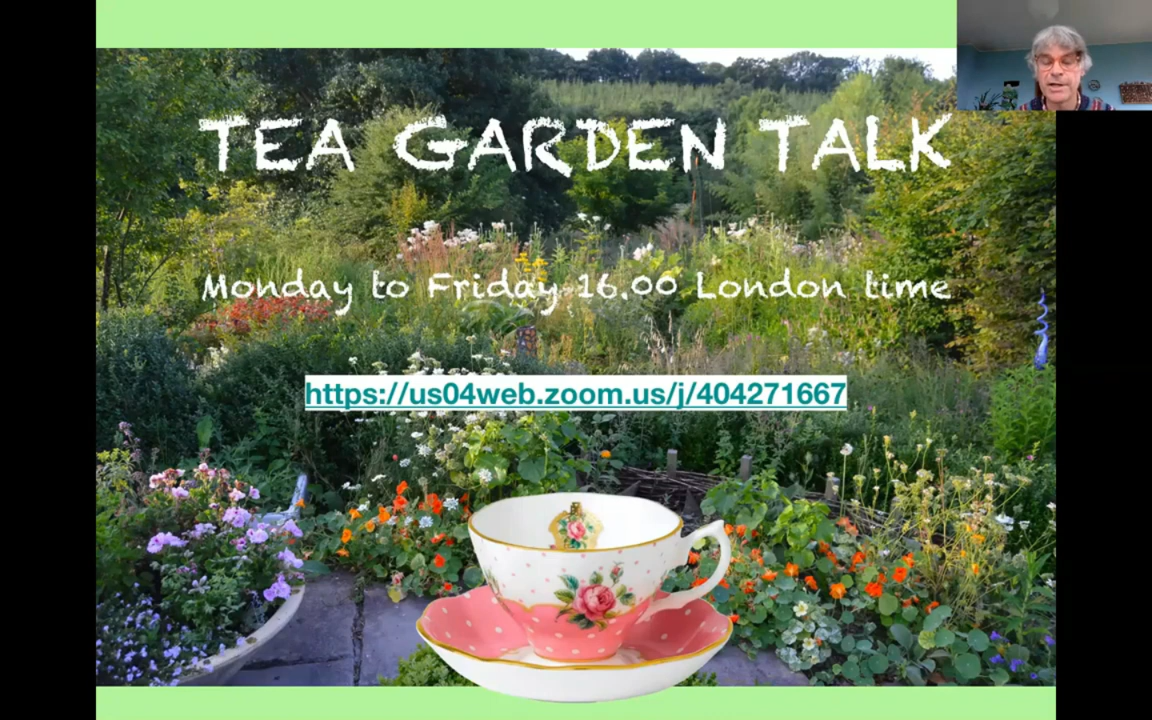 TEA GARDEN TALK
Monday to Friday 16.00 London time
https://us04web.zoom.us/j/404271667